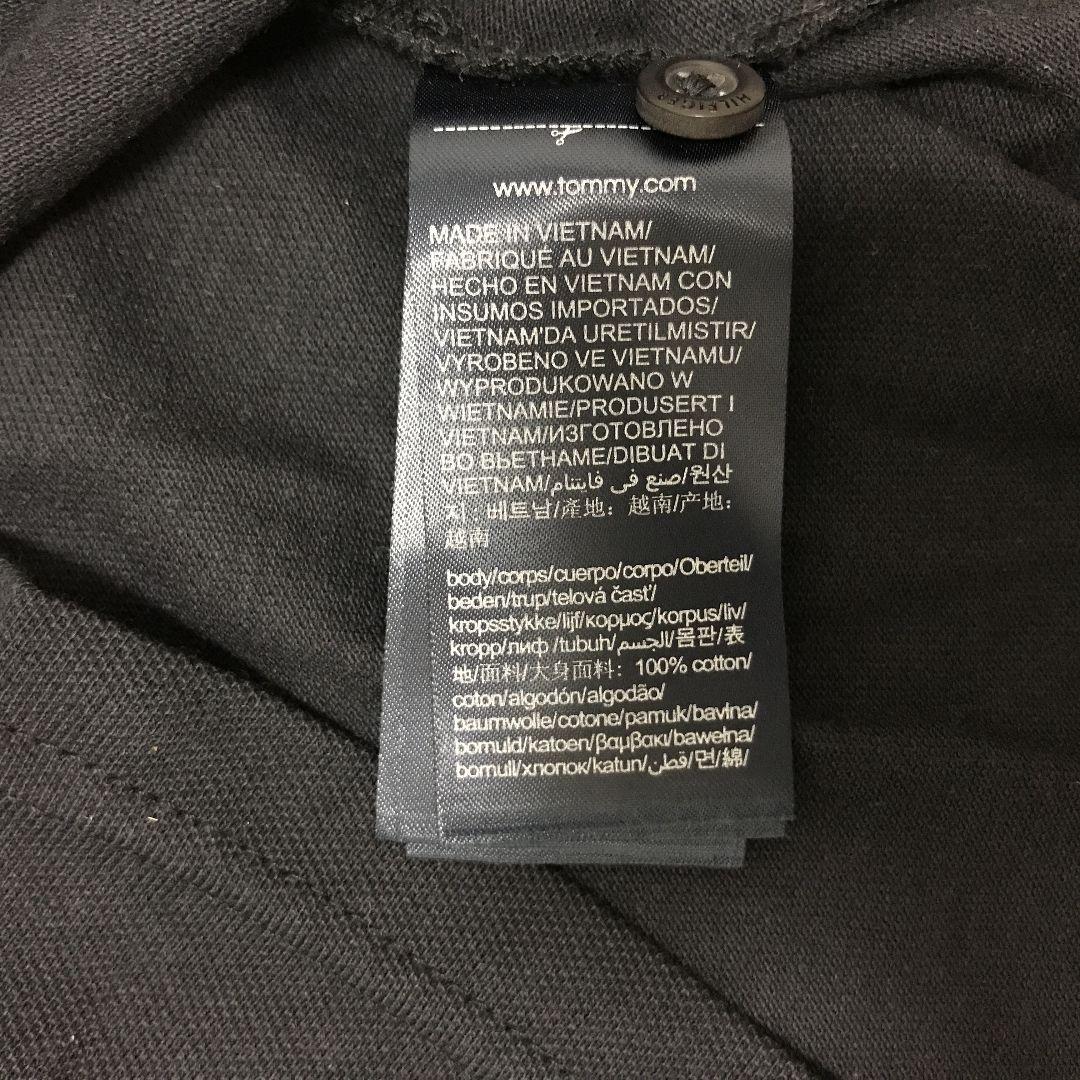 HILFIGER
www.tommy.com
MADE IN VIETNAM/
FABRIQUÉ AU VIETNAM/
HECHO EN VIETNAM CON
INSUMOS IMPORTADOS/
VIETNAM'DA URETILMISTIR/
VYROBENO VE VIETNAMU/
WYPRODUKOWANO W
WIETNAMIE/PRODUSERT I
VIETNAM/ИЗГОТОВЛЕНО
ВО ВЬЕТНАМЕ/DIBUAT DI
VIETNAM/صنع في فايتنام/원산
지: 베트남/產地: 越南/产地:
越南
body/corps/cuerpo/corpo/Oberteil/
beden/trup/telová časť/
kropsstykke/lijf/κορμος/korpus/liv/
kropp/лиф /tubuh/الجسم/몸판/表
地/面料/大身面料: 100% cotton/
coton/algodón/algodão/
baumwolle/cotone/pamuk/bavlna/
bomuld/katoen/βαμβακι/bawełna/
bomull/хлопок/katun/قطن/면/綿/